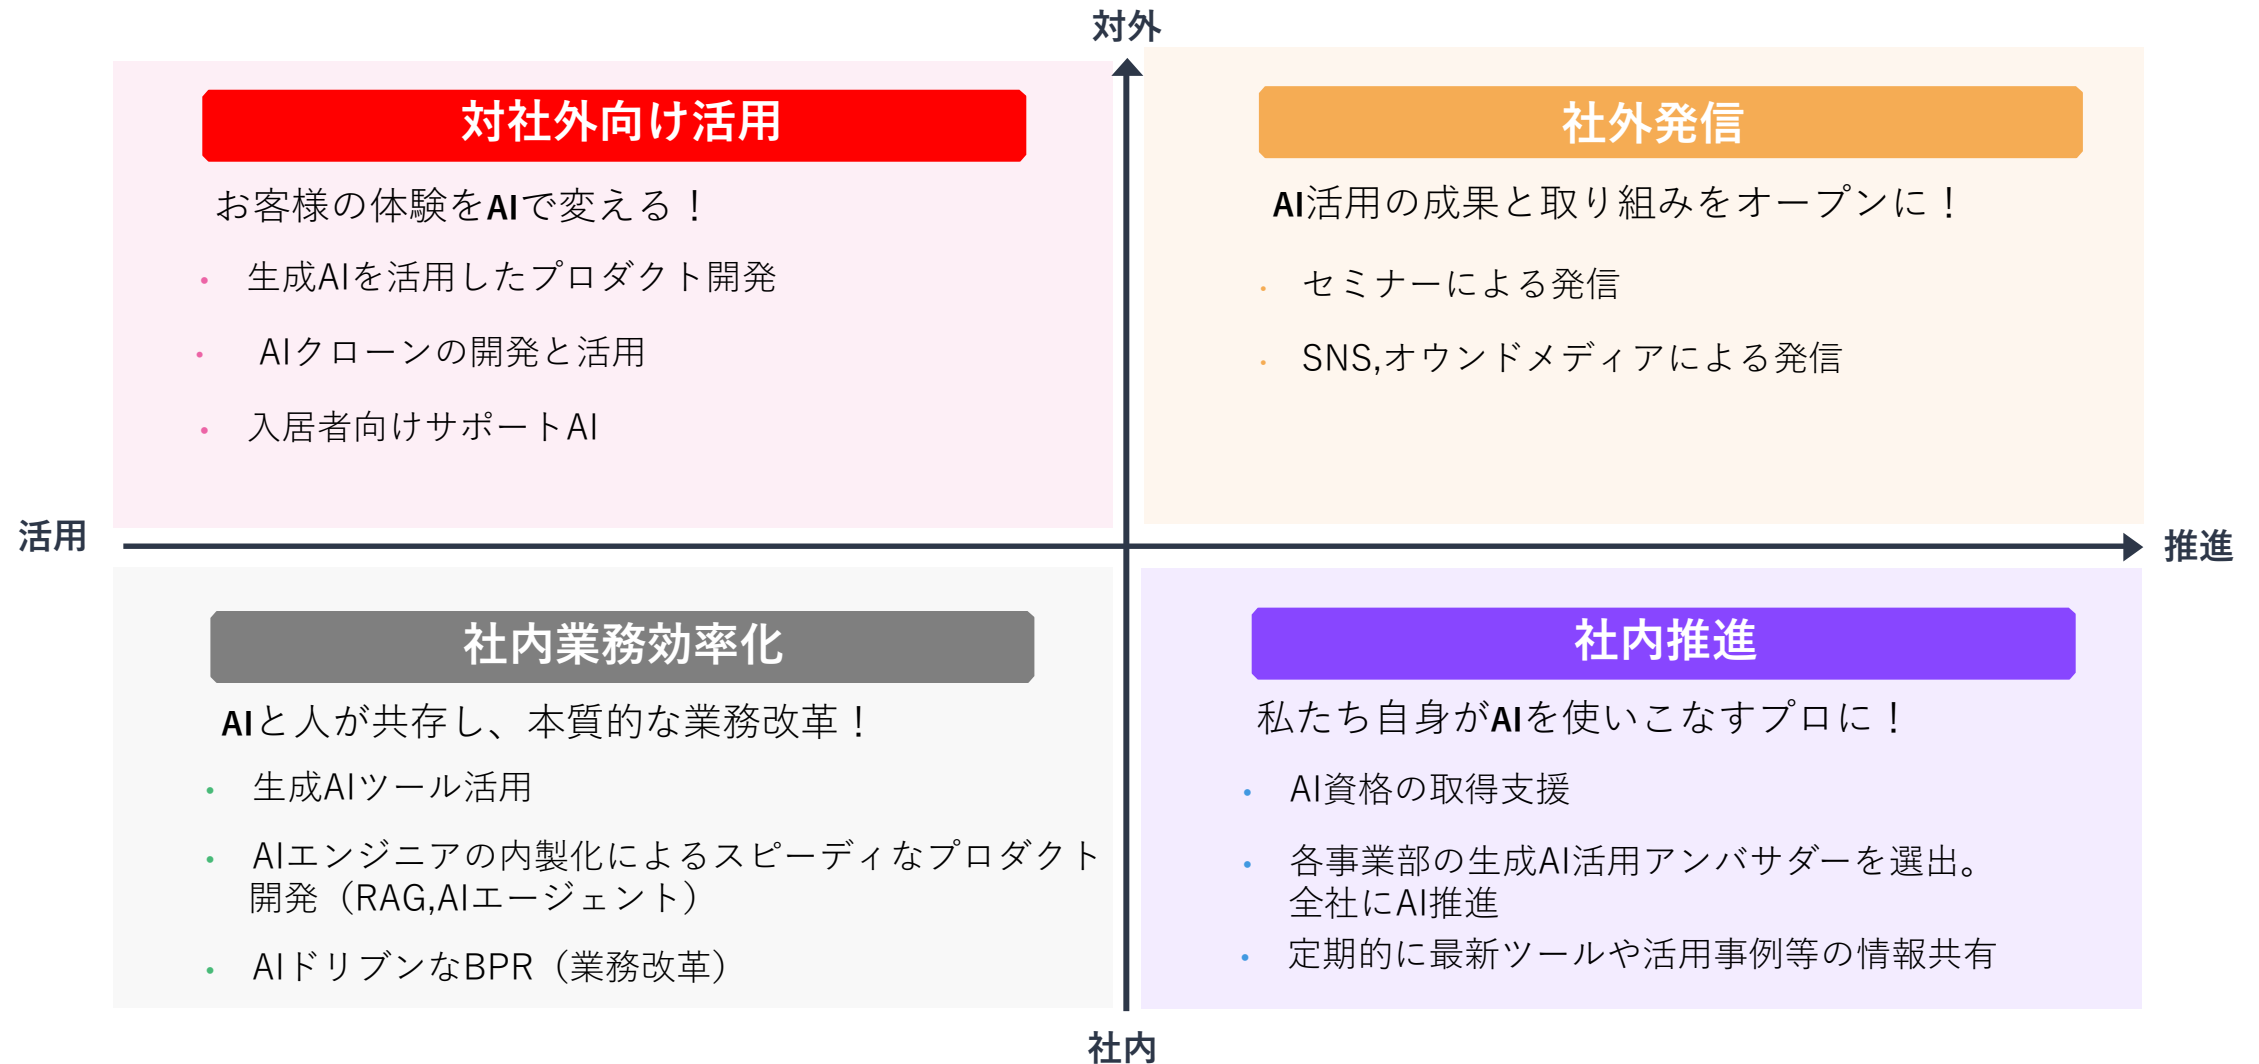 対外
対社外向け活用
お客様の体験をAIで変える！
・ 生成AIを活用したプロダクト開発
・ AIクローンの開発と活用
・ 入居者向けサポートAI
社外発信
AI活用の成果と取り組みをオープンに！
・ セミナーによる発信
・ SNS,オウンドメディアによる発信
活用
推進
社内業務効率化
AIと人が共存し、本質的な業務改革！
・ 生成AIツール活用
・ AIエンジニアの内製化によるスピーディなプロダクト
開発（RAG,AIエージェント）
・ AIドリブンなBPR（業務改革）
社内推進
私たち自身がAIを使いこなすプロに！
・ AI資格の取得支援
・ 各事業部の生成AI活用アンバサダーを選出。
全社にAI推進
・ 定期的に最新ツールや活用事例等の情報共有
社内